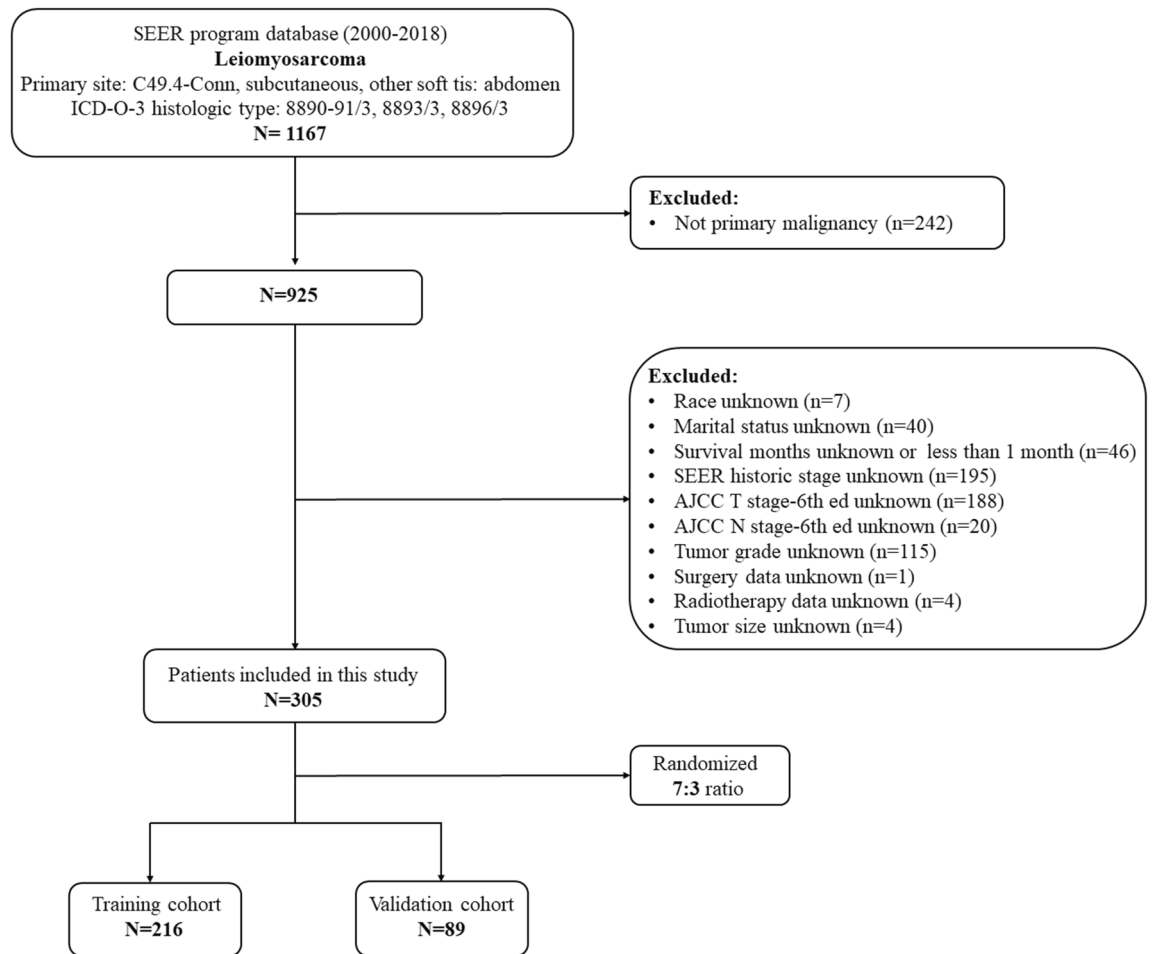 SEER program database (2000-2018)
Leiomyosarcoma
Primary site: C49.4-Conn, subcutaneous, other soft tis: abdomen
ICD-O-3 histologic type: 8890-91/3, 8893/3, 8896/3
N= 1167
Excluded:
• Not primary malignancy (n=242)
N=925
Excluded:
• Race unknown (n=7)
• Marital status unknown (n=40)
• Survival months unknown or less than 1 month (n=46)
• SEER historic stage unknown (n=195)
• AJCC T stage-6th ed unknown (n=188)
• AJCC N stage-6th ed unknown (n=20)
• Tumor grade unknown (n=115)
• Surgery data unknown (n=1)
• Radiotherapy data unknown (n=4)
• Tumor size unknown (n=4)
Patients included in this study
N=305
Randomized
7:3 ratio
Training cohort
N=216
Validation cohort
N=89